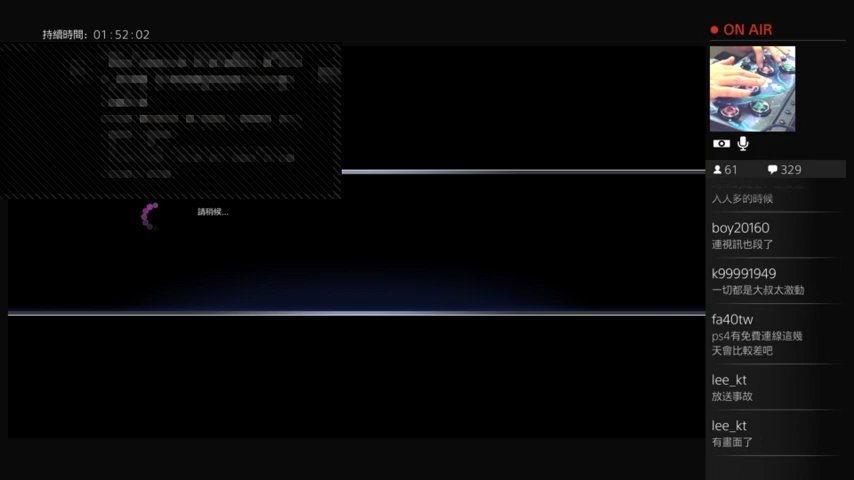 持續時間: 01:52:02
ON AIR
61
329
請稍候...
入人多的時候
boy20160
連視訊也段了
k99991949
一切都是大叔太激動
fa40tw
ps4有免費連線這幾
天會比較差吧
lee_kt
放送事故
lee_kt
有畫面了